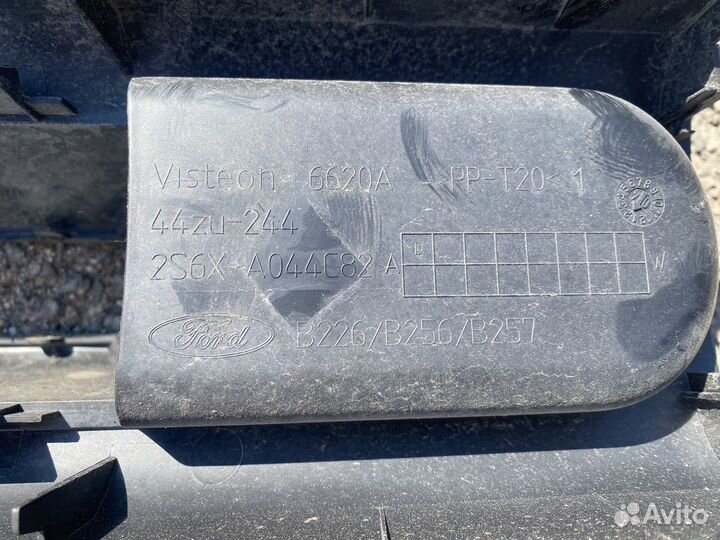 Visteon 6620A >PP-T20< 1
44zu-244
2S6X-A044C82 A
D
W
Ford B226/B256/B257
Avito